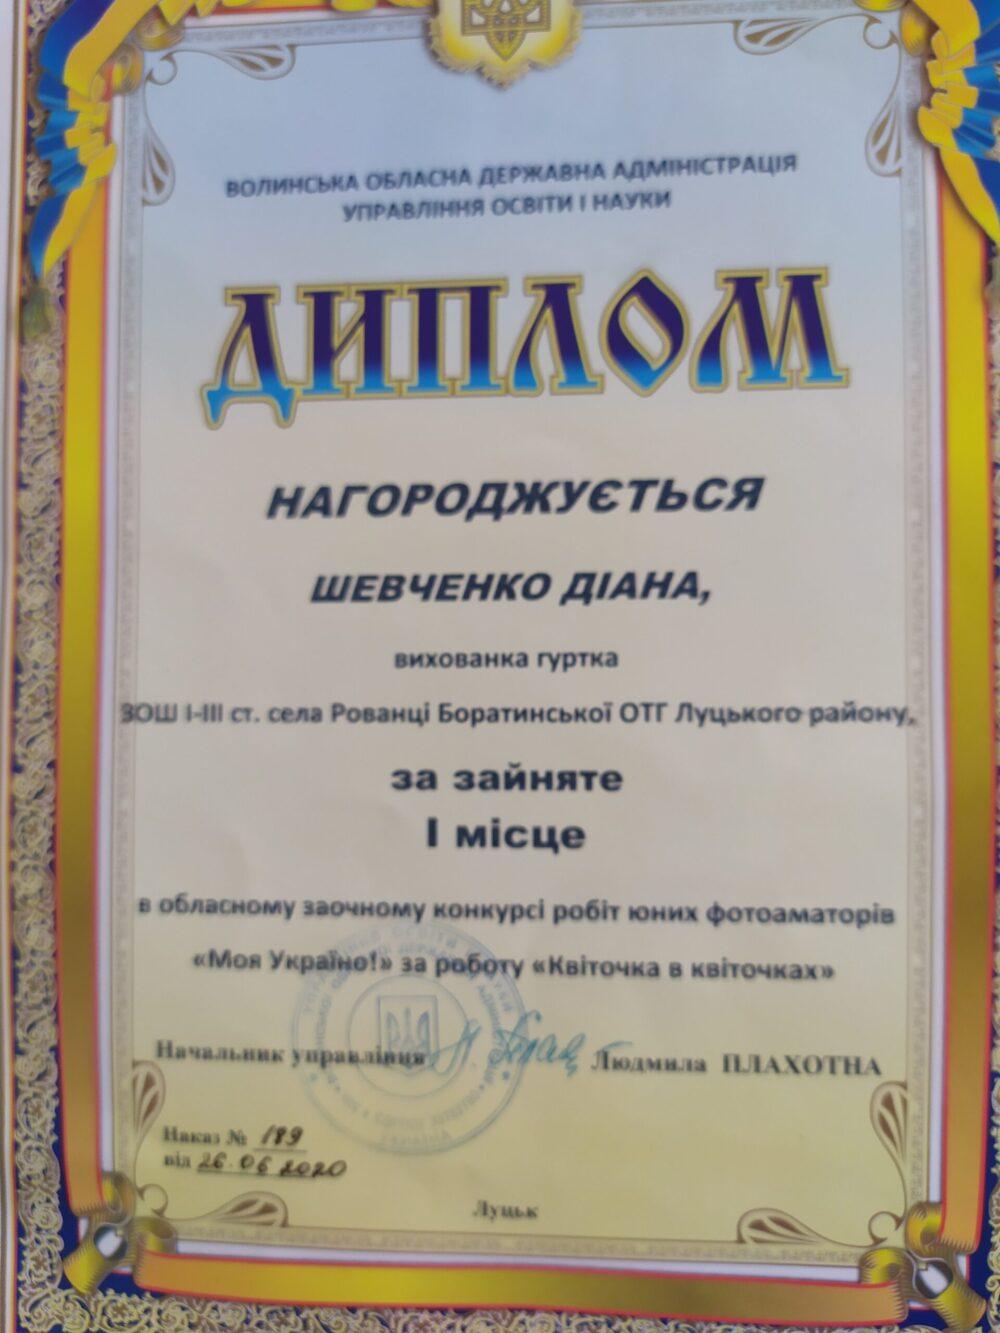 ВОЛИНСЬКА ОБЛАСНА ДЕРЖАВНА АДМІНІСТРАЦІЯ
УПРАВЛІННЯ ОСВІТИ І НАУКИ
ДИПЛОМ
НАГОРОДЖУЄТЬСЯ
ШЕВЧЕНКО ДІАНА,
вихованка гуртка
ЗОШ І-ІІІ ст. села Рованці Боратинської ОТГ Луцького району,
за зайняте
І місце
в обласному заочному конкурсі робіт юних фотоаматорів
«Моя Україно!» за роботу «Квіточка в квіточках»
Начальник управління Людмила ПЛАХОТНА
Наказ № 189
від 26.06 2020
Луцьк